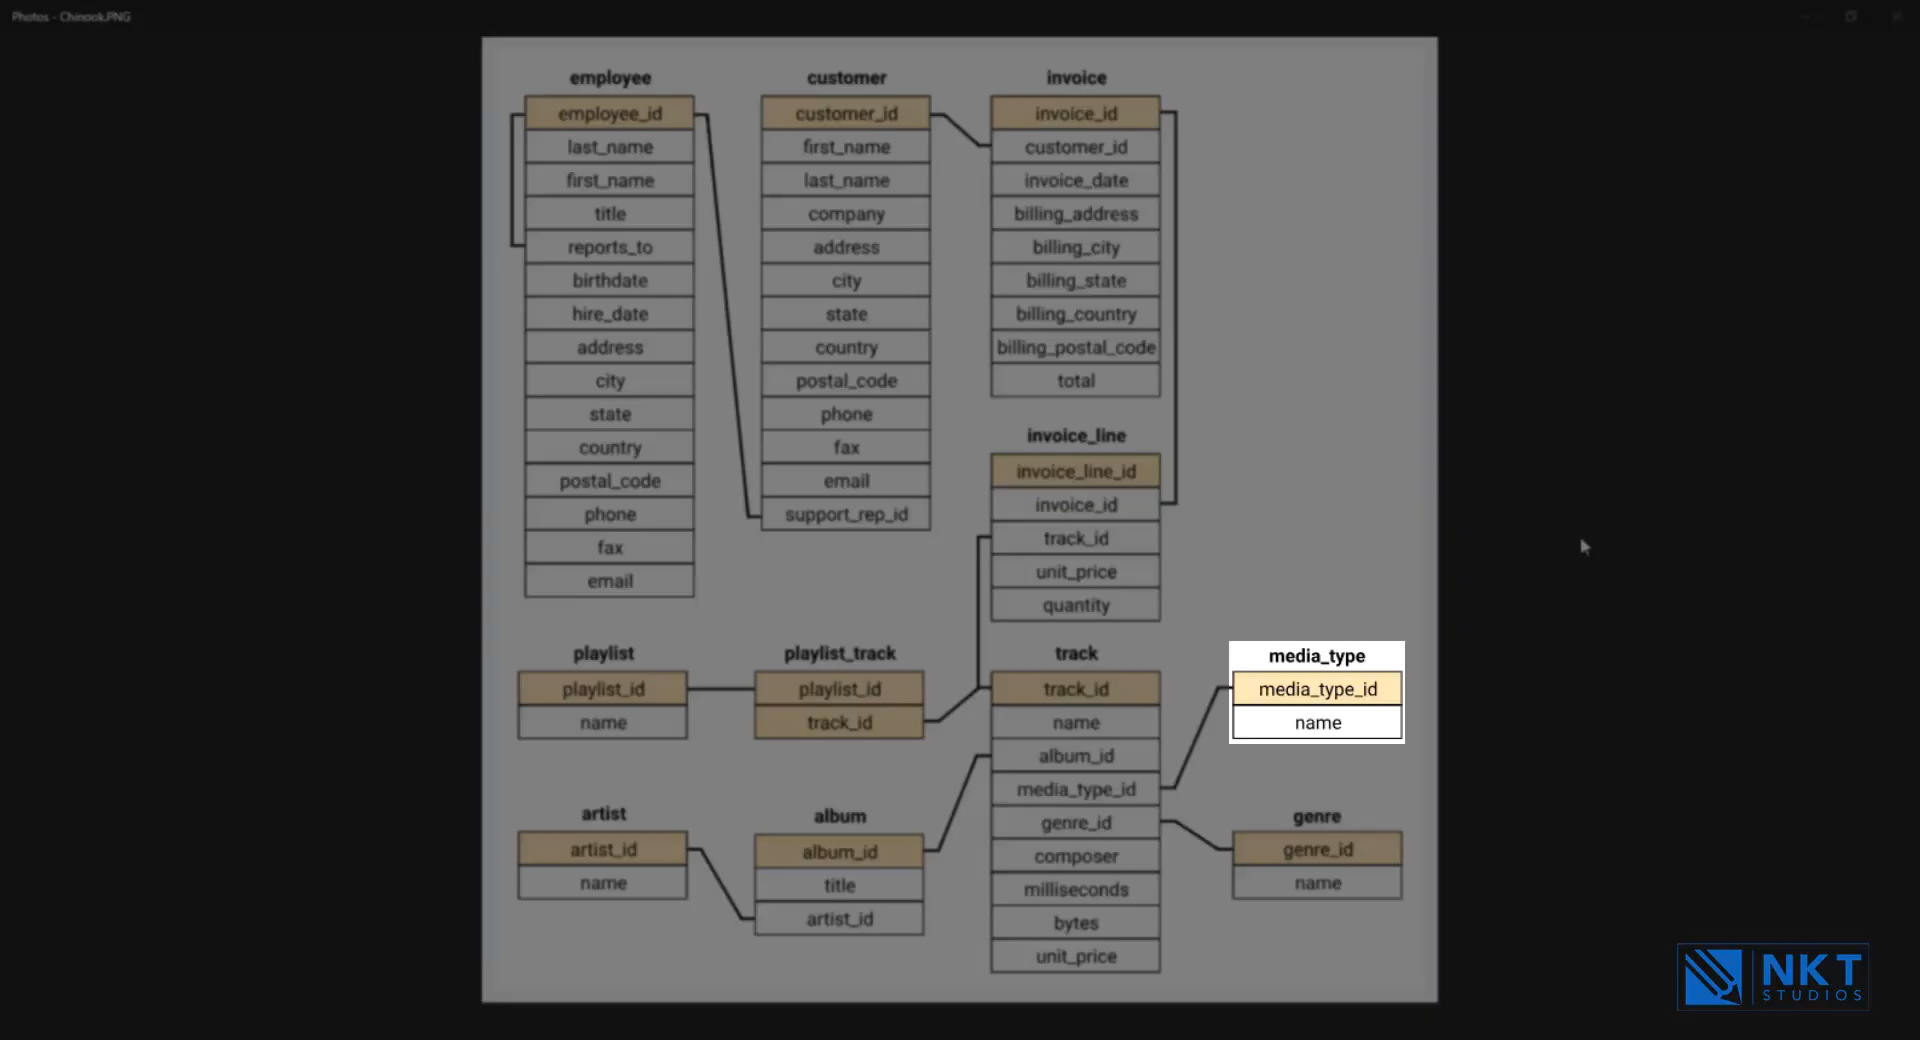 Photos - Chinook.PNG
employee
employee_id
last_name
first_name
title
reports_to
birthdate
hire_date
address
city
state
country
postal_code
phone
fax
email
customer
customer_id
first_name
last_name
company
address
city
state
country
postal_code
phone
fax
email
support_rep_id
invoice
invoice_id
customer_id
invoice_date
billing_address
billing_city
billing_state
billing_country
billing_postal_code
total
invoice_line
invoice_line_id
invoice_id
track_id
unit_price
quantity
playlist
playlist_id
name
playlist_track
playlist_id
track_id
track
track_id
name
album_id
media_type_id
genre_id
composer
milliseconds
bytes
unit_price
media_type
media_type_id
name
artist
artist_id
name
album
album_id
title
artist_id
genre
genre_id
name
NKT
STUDIOS